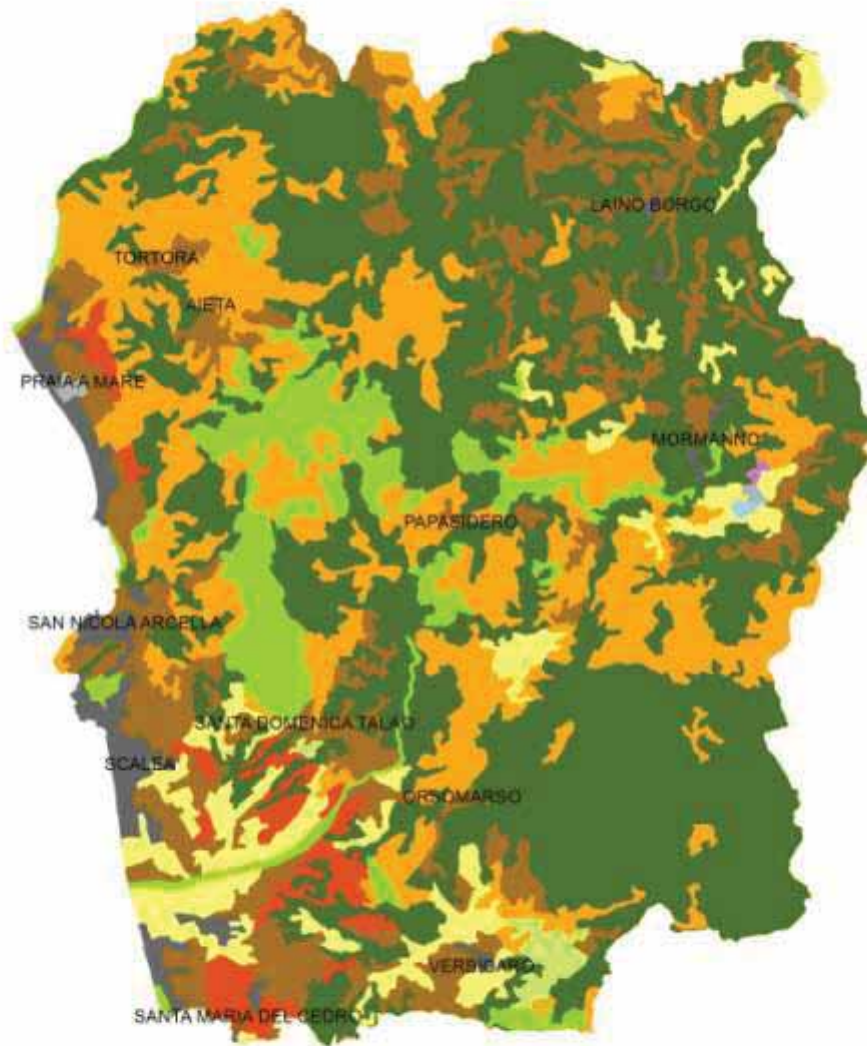 LAINO BORGO
TORTORA
AIETA
PRAIA A MARE
MORMANNO
PAPASIDERO
SAN NICOLA ARCELLA
SANTA DOMENICA TALAO
SCALEA
ORSOMARSO
VERBICARO
SANTA MARIA DEL CEDRO